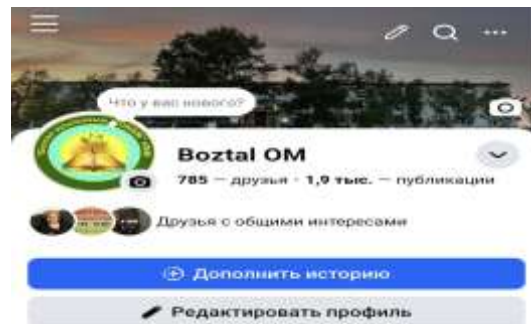 Что у вас нового?
Boztal OM
785 – друзья · 1,9 тыс. – публикации
Друзья с общими интересами
Дополнить историю
Редактировать профиль